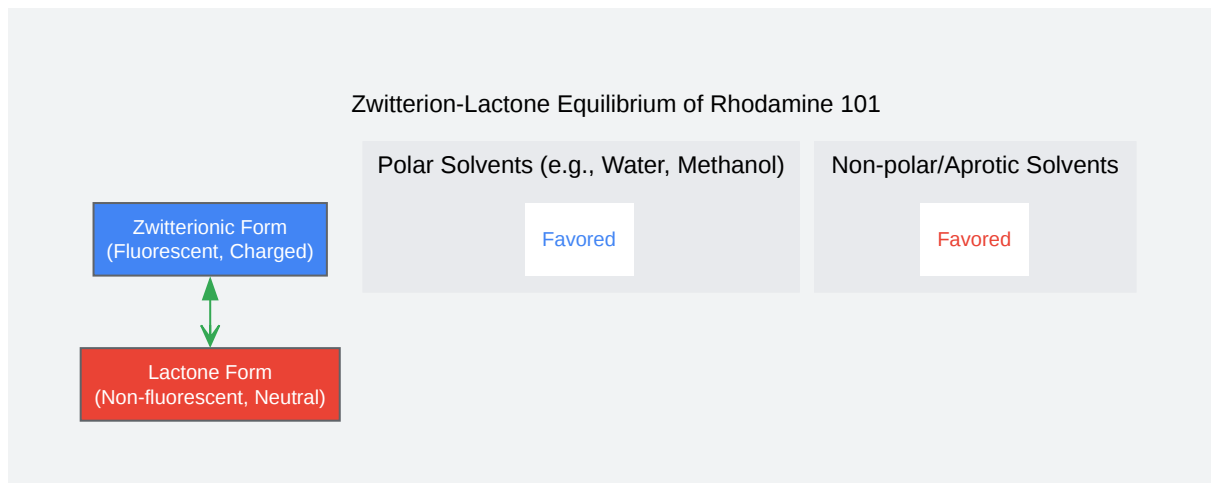 Zwitterion-Lactone Equilibrium of Rhodamine 101
Polar Solvents (e.g., Water, Methanol)
Non-polar/Aprotic Solvents
Zwitterionic Form
(Fluorescent, Charged)
Favored
Favored
Lactone Form
(Non-fluorescent, Neutral)